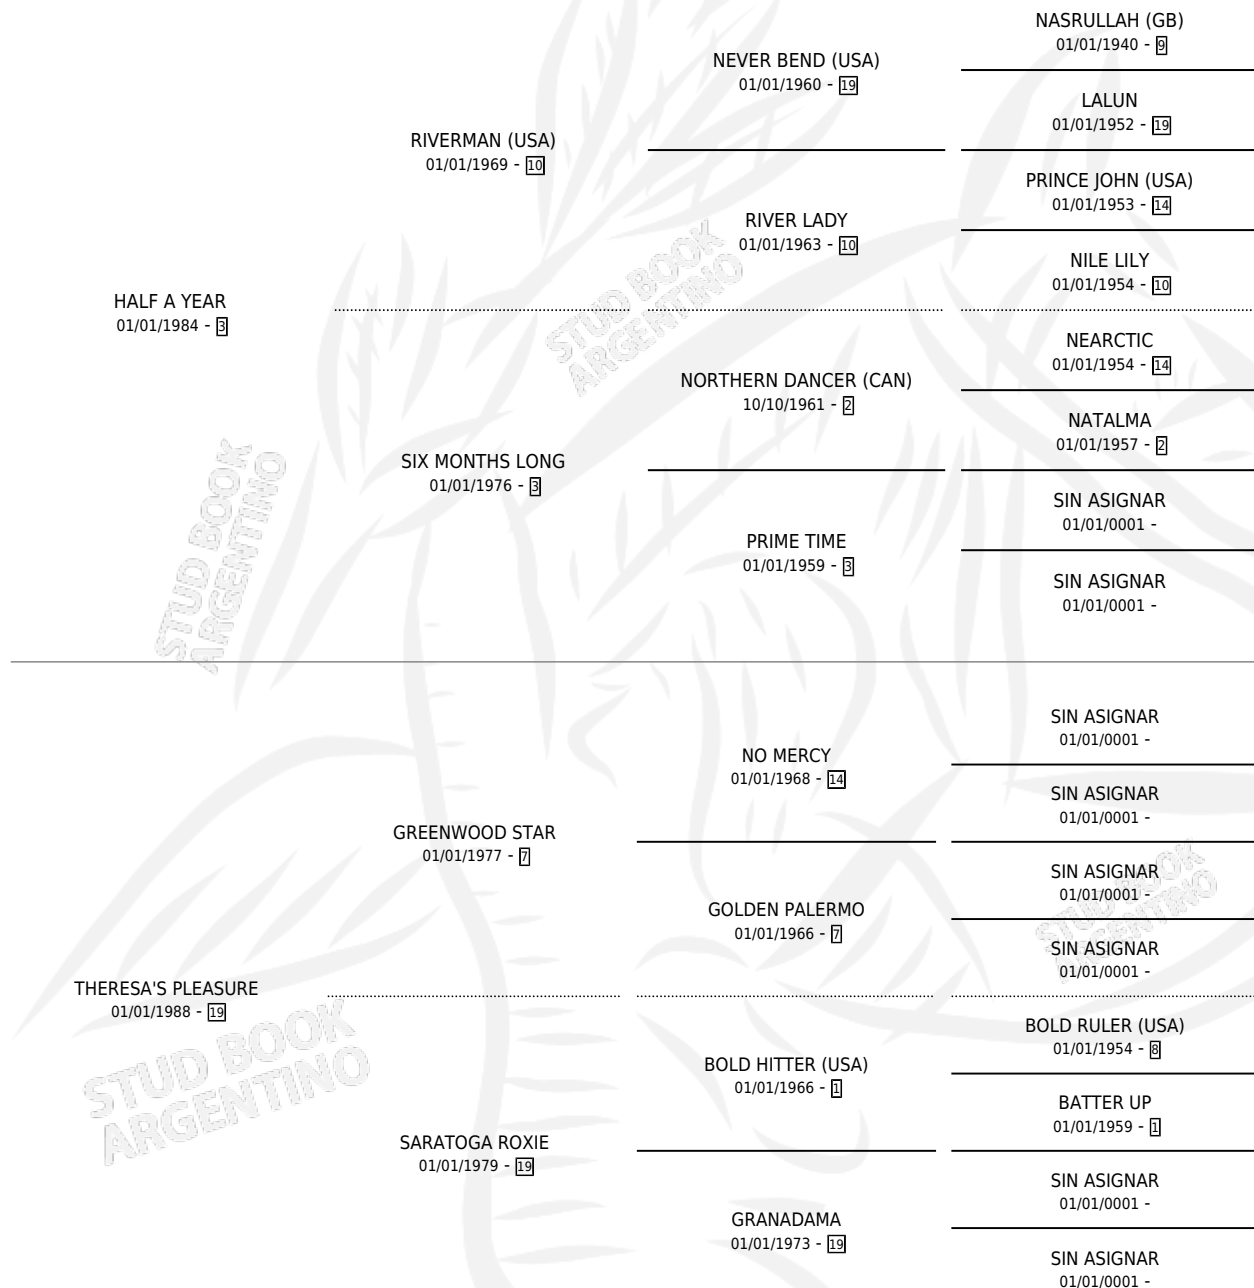 HALF A YEAR
01/01/1984 - 3
RIVERMAN (USA)
01/01/1969 - 10
NEVER BEND (USA)
01/01/1960 - 19
NASRULLAH (GB)
01/01/1940 - 9
LALUN
01/01/1952 - 19
RIVER LADY
01/01/1963 - 10
PRINCE JOHN (USA)
01/01/1953 - 14
NILE LILY
01/01/1954 - 10
SIX MONTHS LONG
01/01/1976 - 3
NORTHERN DANCER (CAN)
10/10/1961 - 2
NEARCTIC
01/01/1954 - 14
NATALMA
01/01/1957 - 2
PRIME TIME
01/01/1959 - 3
SIN ASIGNAR
01/01/0001 -
SIN ASIGNAR
01/01/0001 -
THERESA'S PLEASURE
01/01/1988 - 19
GREENWOOD STAR
01/01/1977 - 7
NO MERCY
01/01/1968 - 14
SIN ASIGNAR
01/01/0001 -
SIN ASIGNAR
01/01/0001 -
GOLDEN PALERMO
01/01/1966 - 7
SIN ASIGNAR
01/01/0001 -
SIN ASIGNAR
01/01/0001 -
SARATOGA ROXIE
01/01/1979 - 19
BOLD HITTER (USA)
01/01/1966 - 1
BOLD RULER (USA)
01/01/1954 - 8
BATTER UP
01/01/1959 - 1
GRANADAMA
01/01/1973 - 19
SIN ASIGNAR
01/01/0001 -
SIN ASIGNAR
01/01/0001 -
STUD BOOK
ARGENTINO
STUD BOOK
ARGENTINO
STUD BOOK
ARGENTINO
STUD BOOK
ARGENTINO